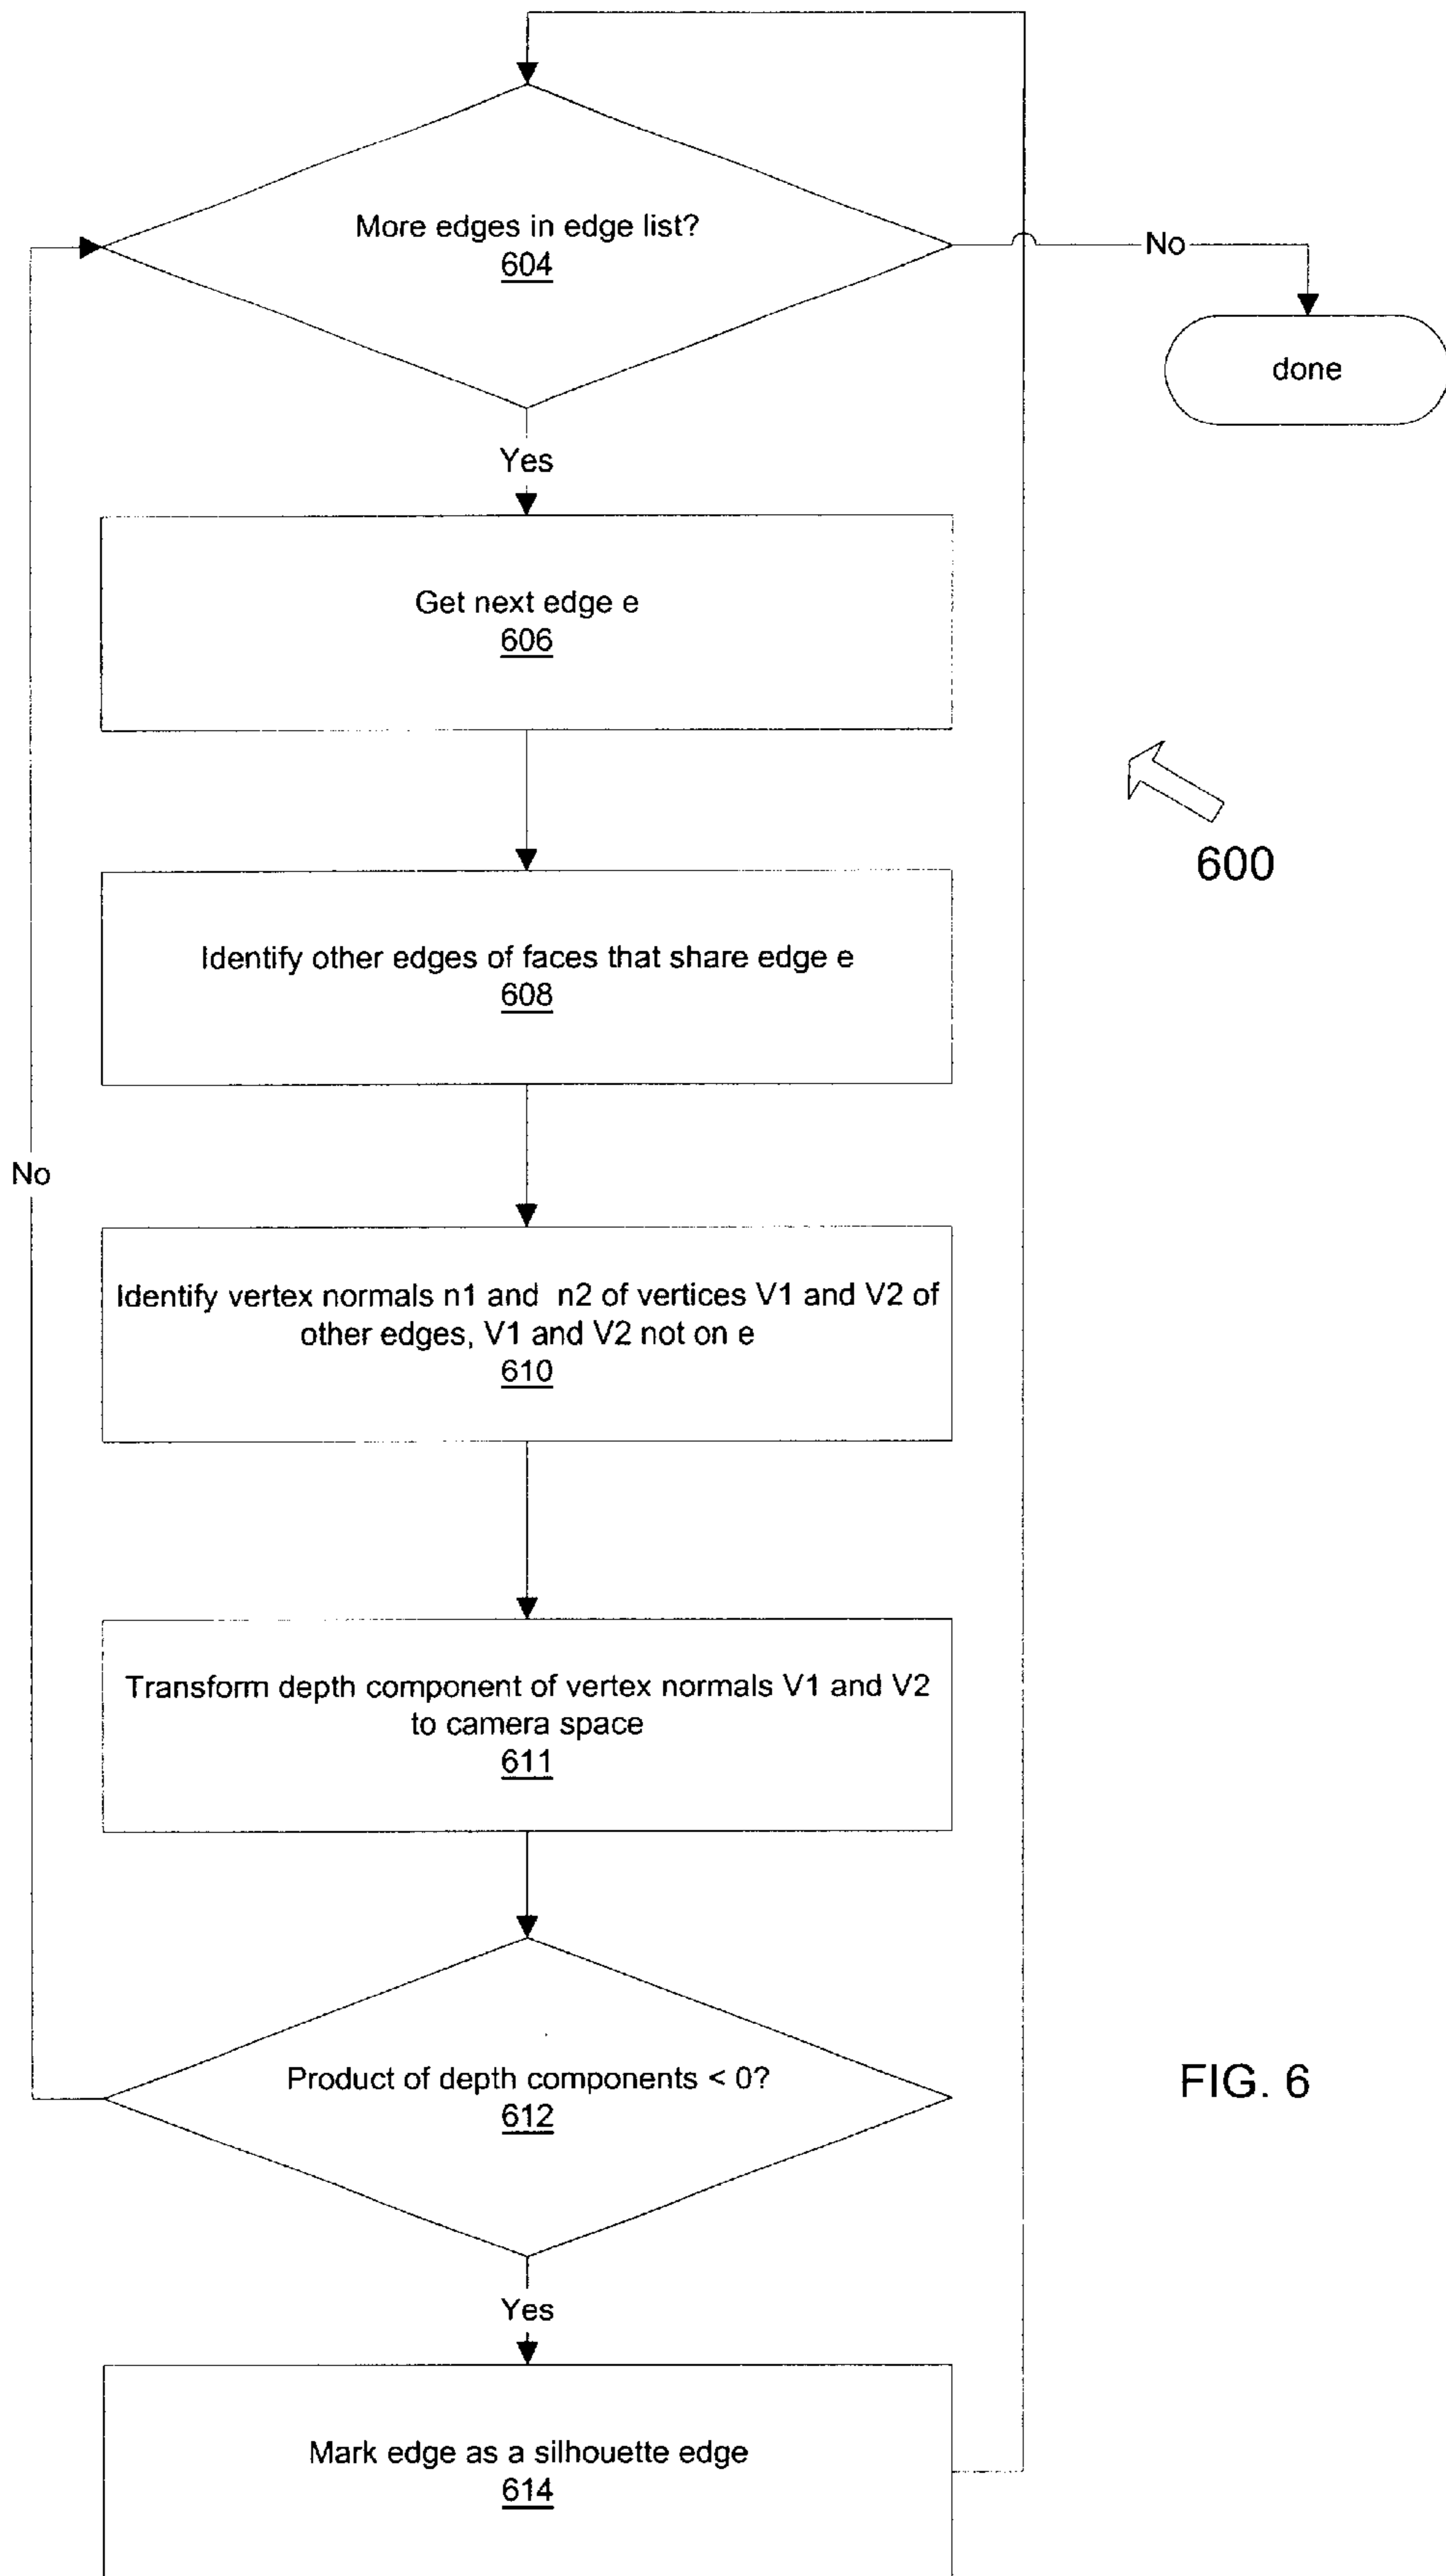 More edges in edge list?
604
No
done
Yes
Get next edge e
606
600
Identify other edges of faces that share edge e
608
No
Identify vertex normals n1 and n2 of vertices V1 and V2 of
other edges, V1 and V2 not on e
610
Transform depth component of vertex normals V1 and V2
to camera space
611
Product of depth components < 0?
612
FIG. 6
Yes
Mark edge as a silhouette edge
614